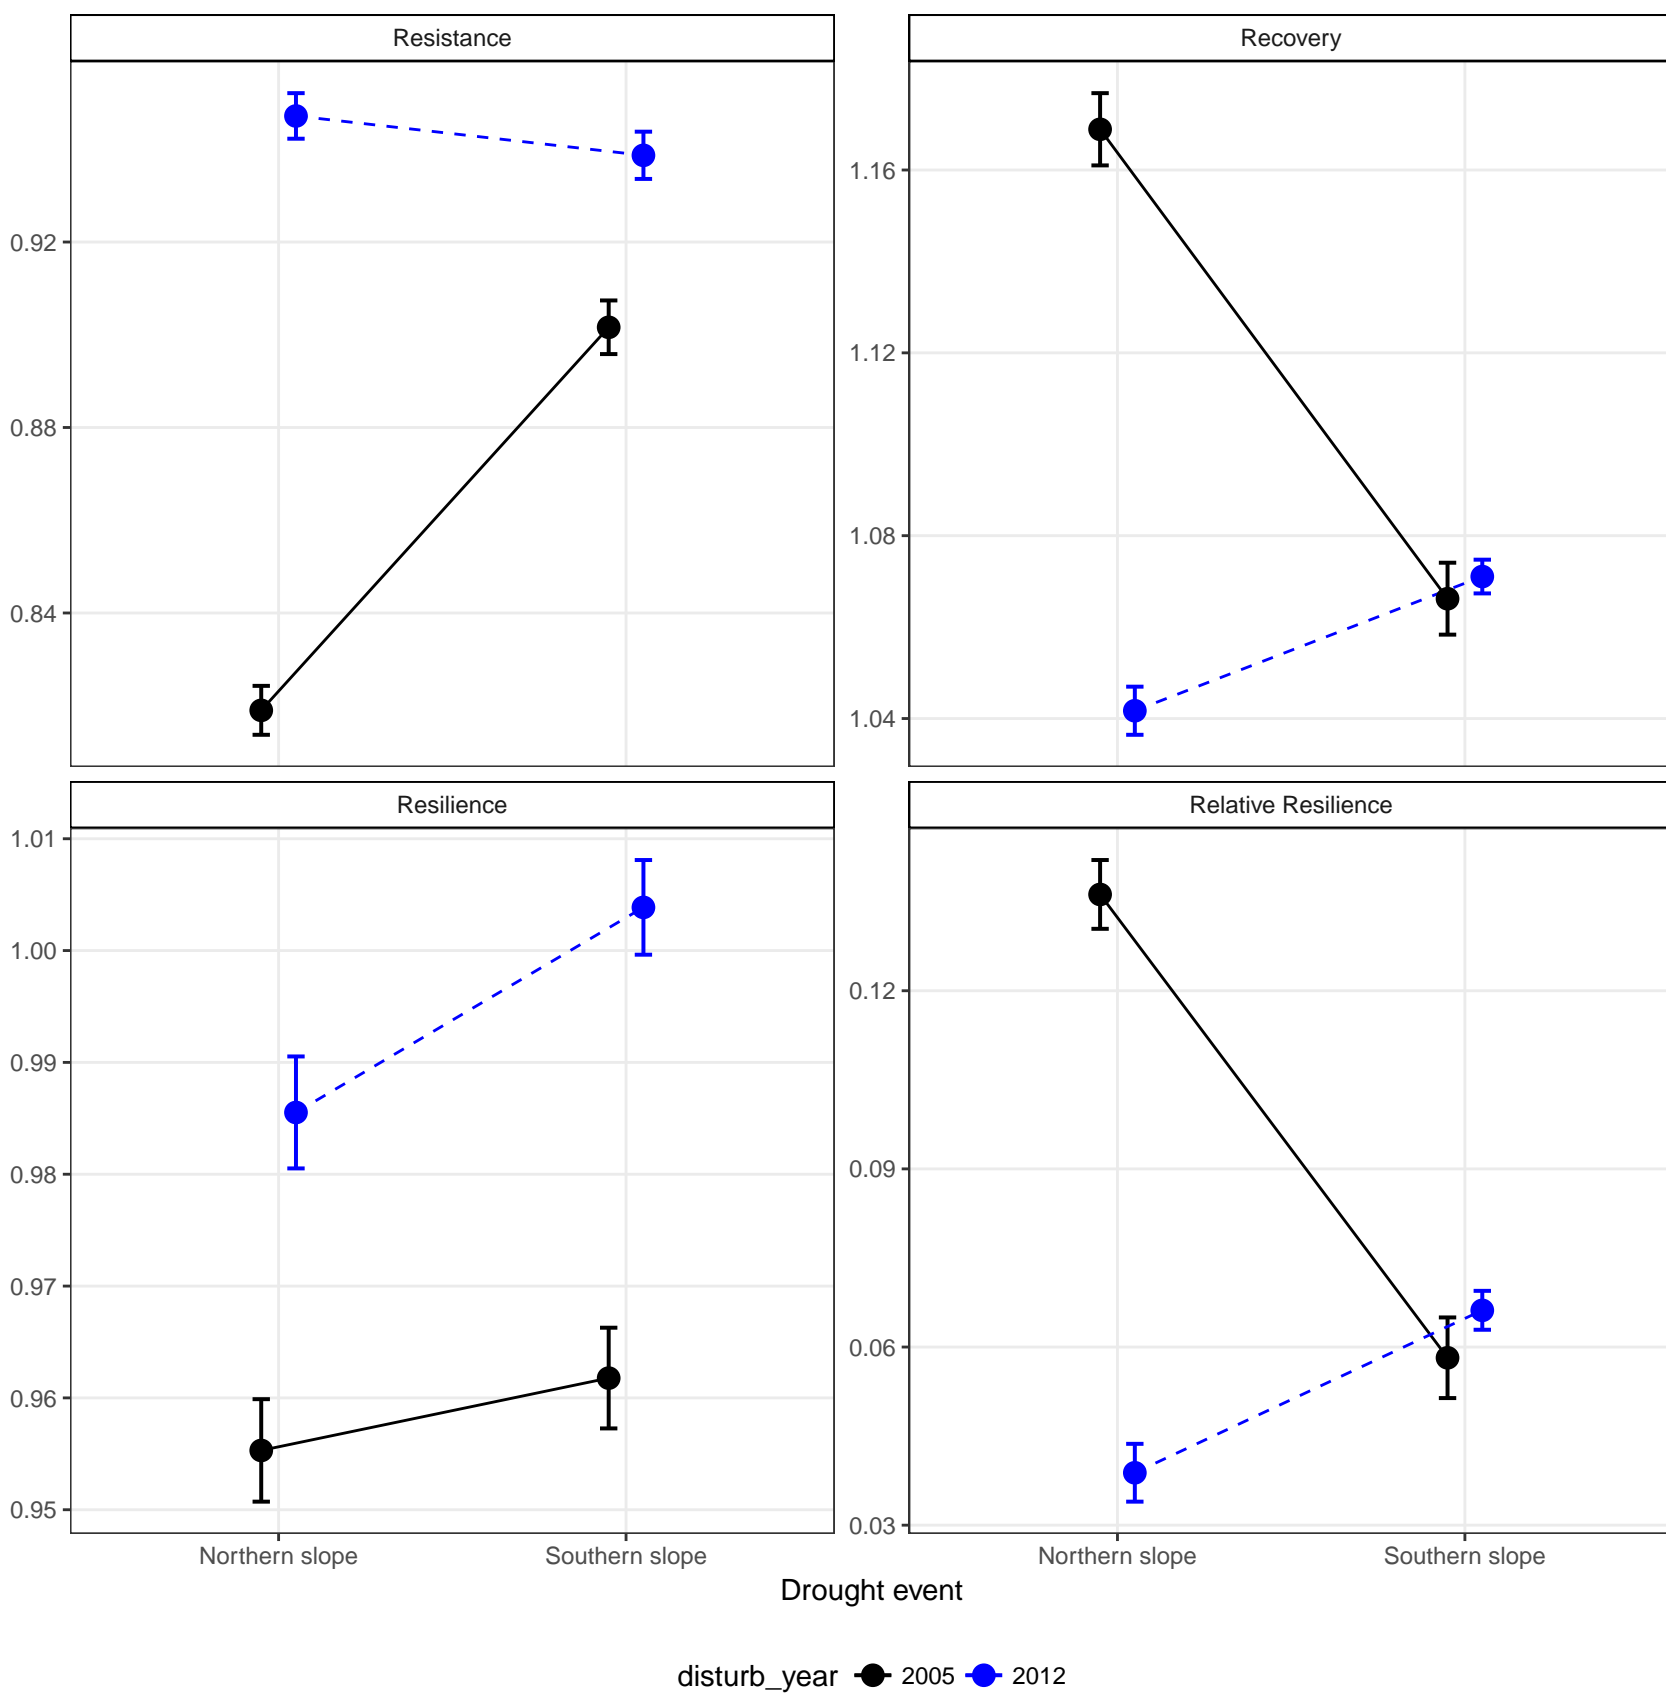 Resistance
Recovery
0.92
0.88
0.84
1.16
1.12
1.08
1.04
Resilience
Relative Resilience
1.01
1.00
0.99
0.98
0.97
0.96
0.95
0.12
0.09
0.06
0.03
Northern slope Southern slope
Northern slope Southern slope
Drought event
disturb_year 2005 2012